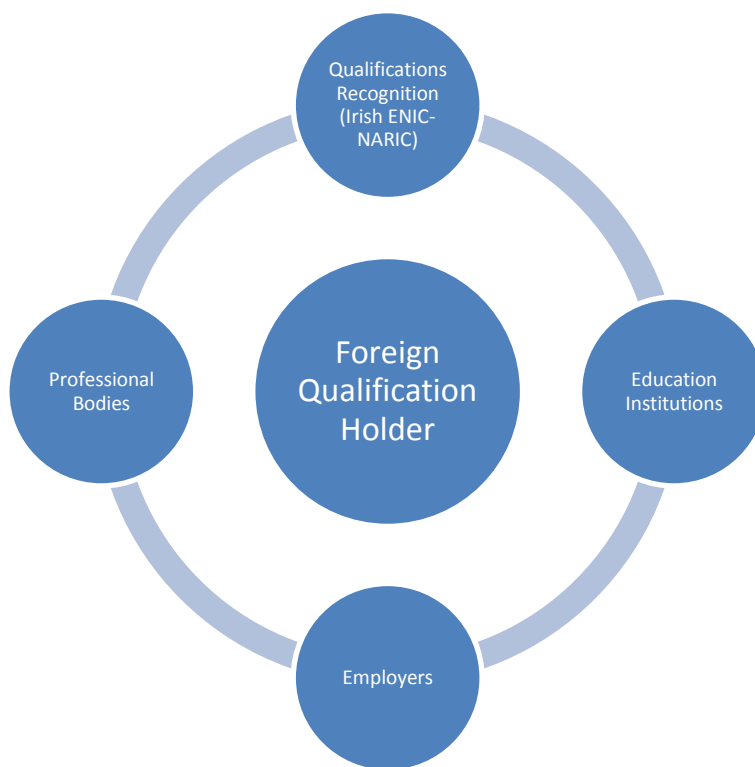 Qualifications
Recognition
(Irish ENIC-
NARIC)
Foreign
Qualification
Holder
Professional
Bodies
Education
Institutions
Employers